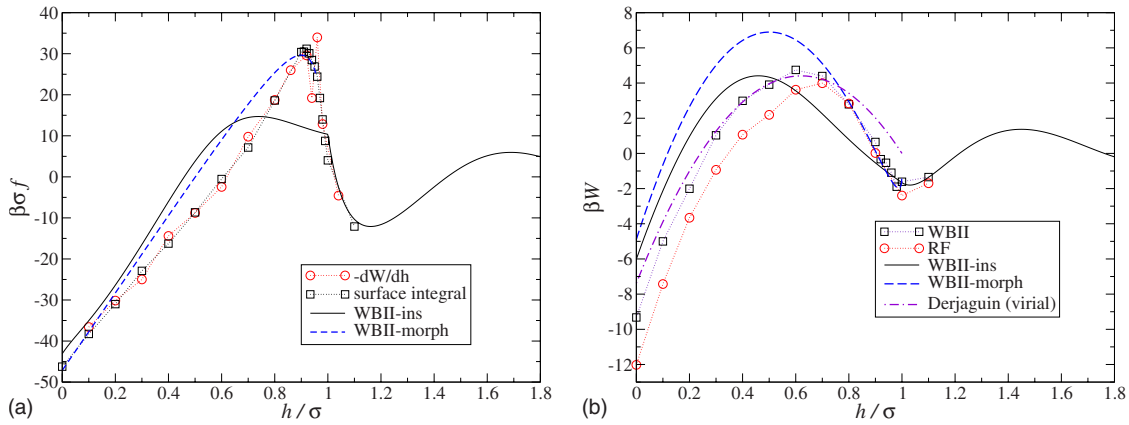 40
30
20
10
0
-10
-20
-30
-40
-50
βσf
-dW/dh
surface integral
WBII-ins
WBII-morph
0 0.2 0.4 0.6 0.8 1 1.2 1.4 1.6 1.8
(a)
h/σ
8
6
4
2
0
-2
-4
-6
-8
-10
-12
βW
WBII
RF
WBII-ins
WBII-morph
Derjaguin (virial)
0 0.2 0.4 0.6 0.8 1 1.2 1.4 1.6 1.8
(b)
h/σ